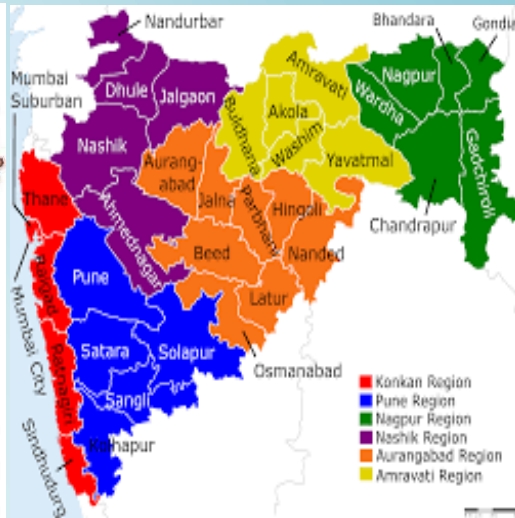 Nandurbar
Bhandara
Gondia
Mumbai
Suburban
Dhule
Jalgaon
Amravati
Nagpur
Wardha
Buldhana
Akola
Washim
Nashik
Aurang-
abad
Jalna
Parbhani
Hingoli
Yavatmal
Gadchiroli
Thane
Ahmednagar
Chandrapur
Beed
Nanded
Pune
Raigad
Latur
Mumbai City
Ratnagiri
Satara
Solapur
Osmanabad
Sangli
Kolhapur
Sindhudurg
Konkan Region
Pune Region
Nagpur Region
Nashik Region
Aurangabad Region
Amravati Region